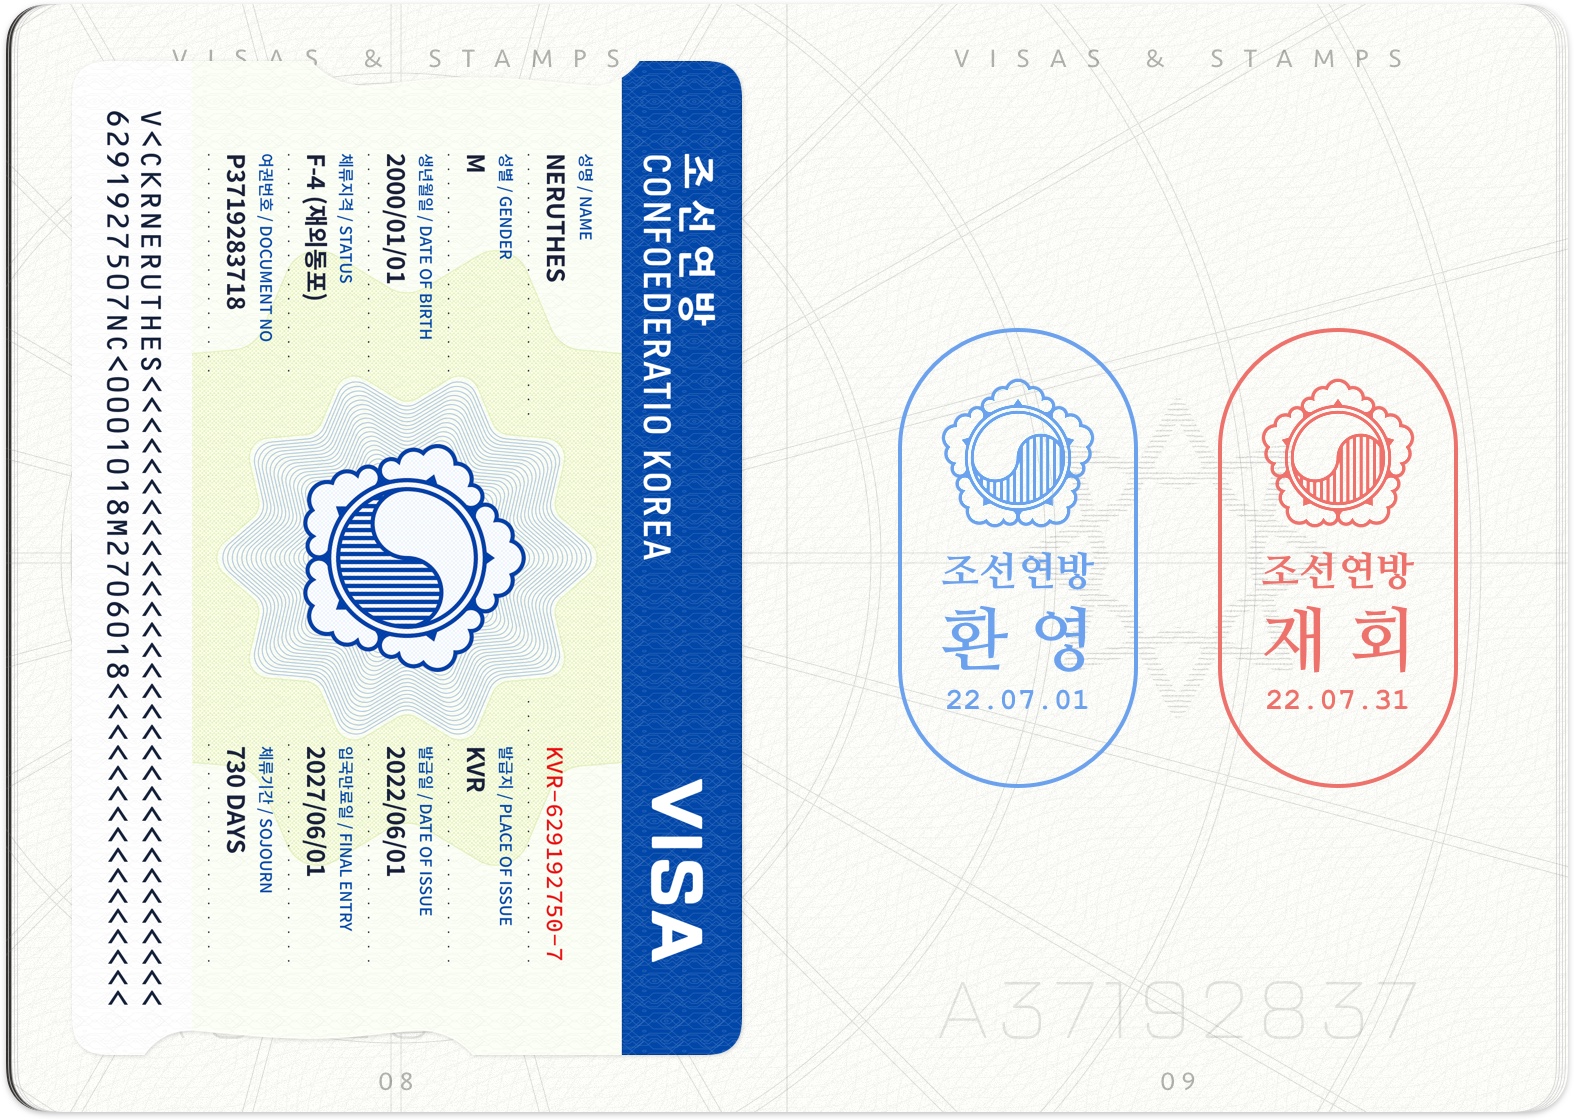 VISAS & STAMPS
조선연방
CONFOEDERATIO KOREA
VISA
성명 / NAME
NERUTHES
KVR-629192750-7
성별 / GENDER
M
발급지 / PLACE OF ISSUE
KVR
생년월일 / DATE OF BIRTH
2000/01/01
발급일 / DATE OF ISSUE
2022/06/01
체류지격 / STATUS
F-4 (재외동포)
입국만료일 / FINAL ENTRY
2027/06/01
여권번호 / DOCUMENT NO
P3719283718
체류기간 / SOJOURN
730 DAYS
V<CKRNERUTHES<<<<<<<<<<<<<<<<<<<<<<<<<<<<<<<
6291927507NC<0001018M2706018<<<<<<<<<<<<<<<<
08
VISAS & STAMPS
조선연방
환영
22.07.01
조선연방
재회
22.07.31
A37192837
09